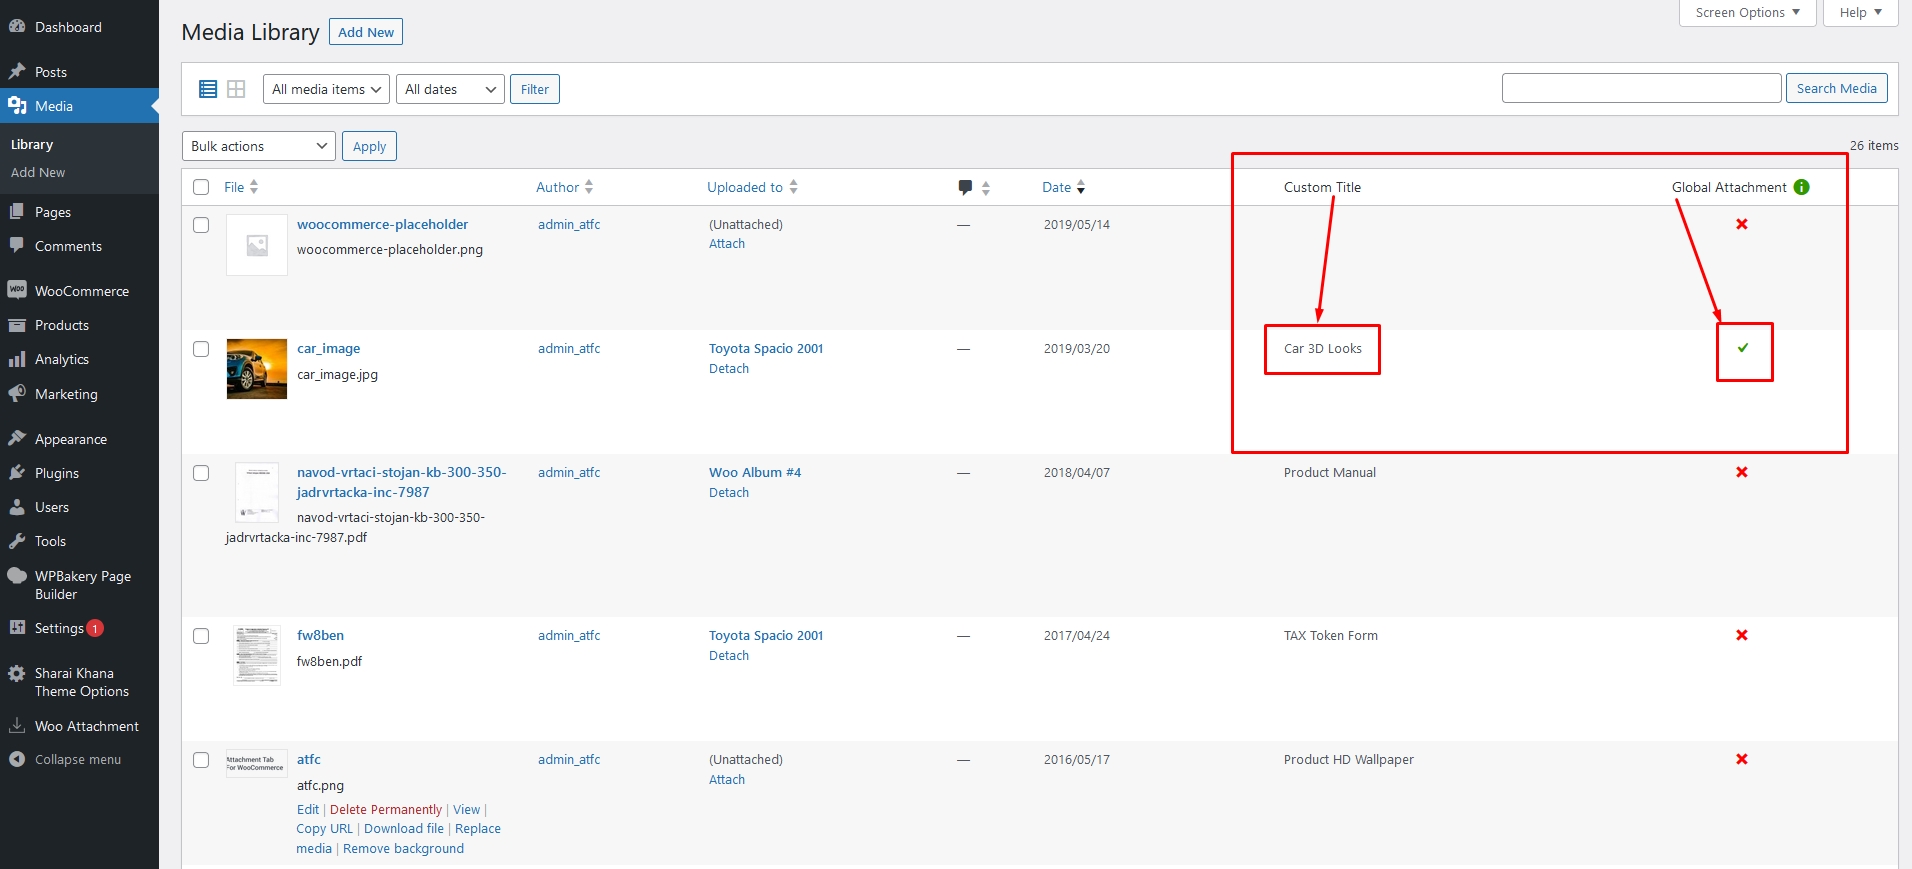 Dashboard
Posts
Media
Library
Add New
Pages
Comments
WooCommerce
Products
Analytics
Marketing
Appearance
Plugins
Users
Tools
WPBakery Page
Builder
Settings 1
Sharai Khana
Theme Options
Woo Attachment
Collapse menu
Screen Options Help
Media Library Add New
All media items All dates Filter Search Media
Bulk actions Apply 26 items
File Author Uploaded to Date Custom Title Global Attachment
woocommerce-placeholder admin_atfc (Unattached) — 2019/05/14
Attach
woocommerce-placeholder.png
car_image admin_atfc Toyota Spacio 2001 — 2019/03/20 Car 3D Looks
Detach
car_image.jpg
navod-vrtaci-stojan-kb-300-350- admin_atfc Woo Album #4 — 2018/04/07 Product Manual
jadrvrtacka-inc-7987 Detach
navod-vrtaci-stojan-kb-300-350-
jadrvrtacka-inc-7987.pdf
fw8ben admin_atfc Toyota Spacio 2001 — 2017/04/24 TAX Token Form
Detach
fw8ben.pdf
Attachment Tab
For WooCommerce
atfc admin_atfc (Unattached) — 2016/05/17 Product HD Wallpaper
Attach
atfc.png
Edit | Delete Permanently | View |
Copy URL | Download file | Replace
media | Remove background